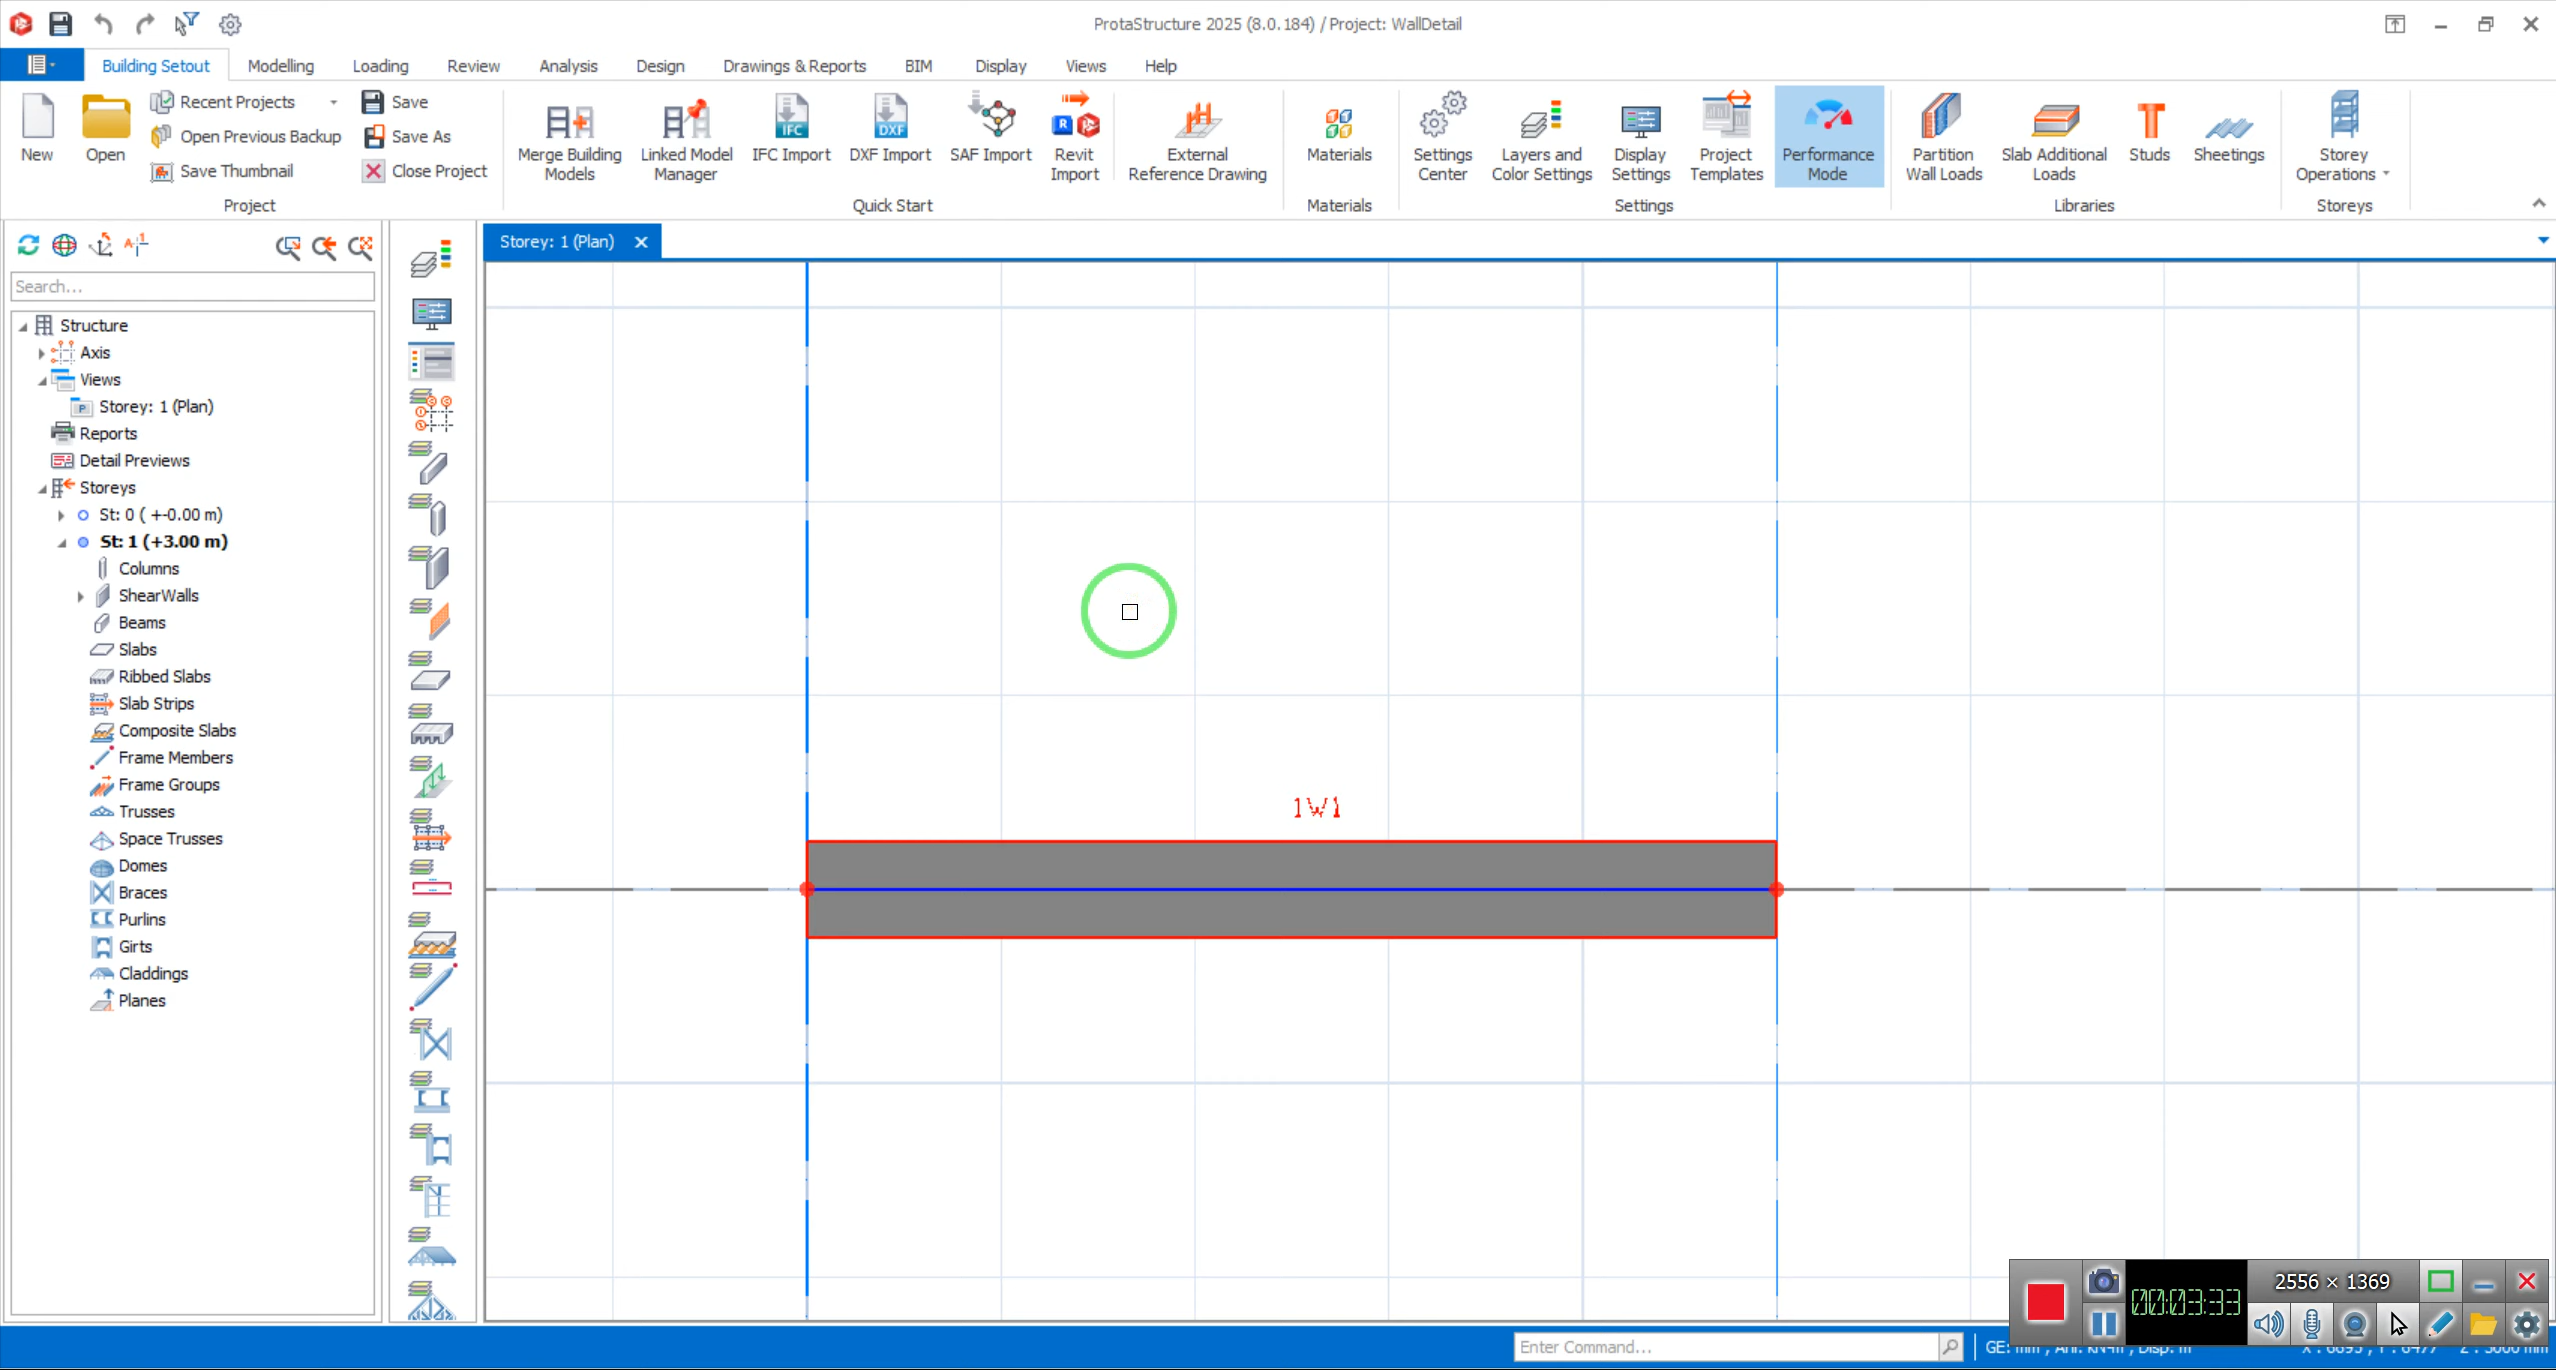 ProtaStructure 2025 (8.0.184) / Project: WallDetail
Building Setout
Modelling
Loading
Review
Analysis
Design
Drawings & Reports
BIM
Display
Views
Help
New
Open
Recent Projects
Open Previous Backup
Save Thumbnail
Save
Save As
Close Project
Project
Merge Building
Models
Linked Model
Manager
IFC
IFC Import
DXF
DXF Import
SAF Import
R
Revit
Import
External
Reference Drawing
Quick Start
Materials
Materials
Settings
Center
Layers and
Color Settings
Display
Settings
Project
Templates
Performance
Mode
Settings
Partition
Wall Loads
Slab Additional
Loads
Studs
Sheetings
Libraries
Storey
Operations
Storeys
Search...
Storey: 1 (Plan)
Structure
Axis
Views
Storey: 1 (Plan)
Reports
Detail Previews
Storeys
St: 0 ( +-0.00 m)
St: 1 (+3.00 m)
Columns
ShearWalls
Beams
Slabs
Ribbed Slabs
Slab Strips
Composite Slabs
Frame Members
Frame Groups
Trusses
Space Trusses
Domes
Braces
Purlins
Girts
Claddings
Planes
1W1
00:03:33
2556 × 1369
Enter Command...
GE: